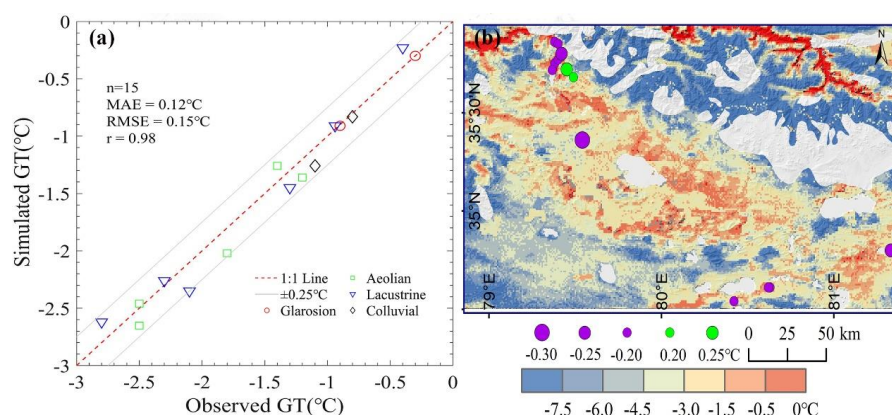 (a)
n=15
MAE = 0.12°C
RMSE = 0.15°C
r = 0.98
0
-0.5
-1
-1.5
-2
-2.5
-3
Simulated GT(°C)
1:1 Line
±0.25°C
Glarosion
Aeolian
Lacustrine
Colluvial
-3 -2.5 -2 -1.5 -1 -0.5 0
Observed GT(°C)
(b)
N
35°30'N
35°N
79°E 80°E 81°E
-0.30 -0.25 -0.20 0.20 0.25°C
0 25 50 km
-7.5 -6.0 -4.5 -3.0 -1.5 -0.5 0°C